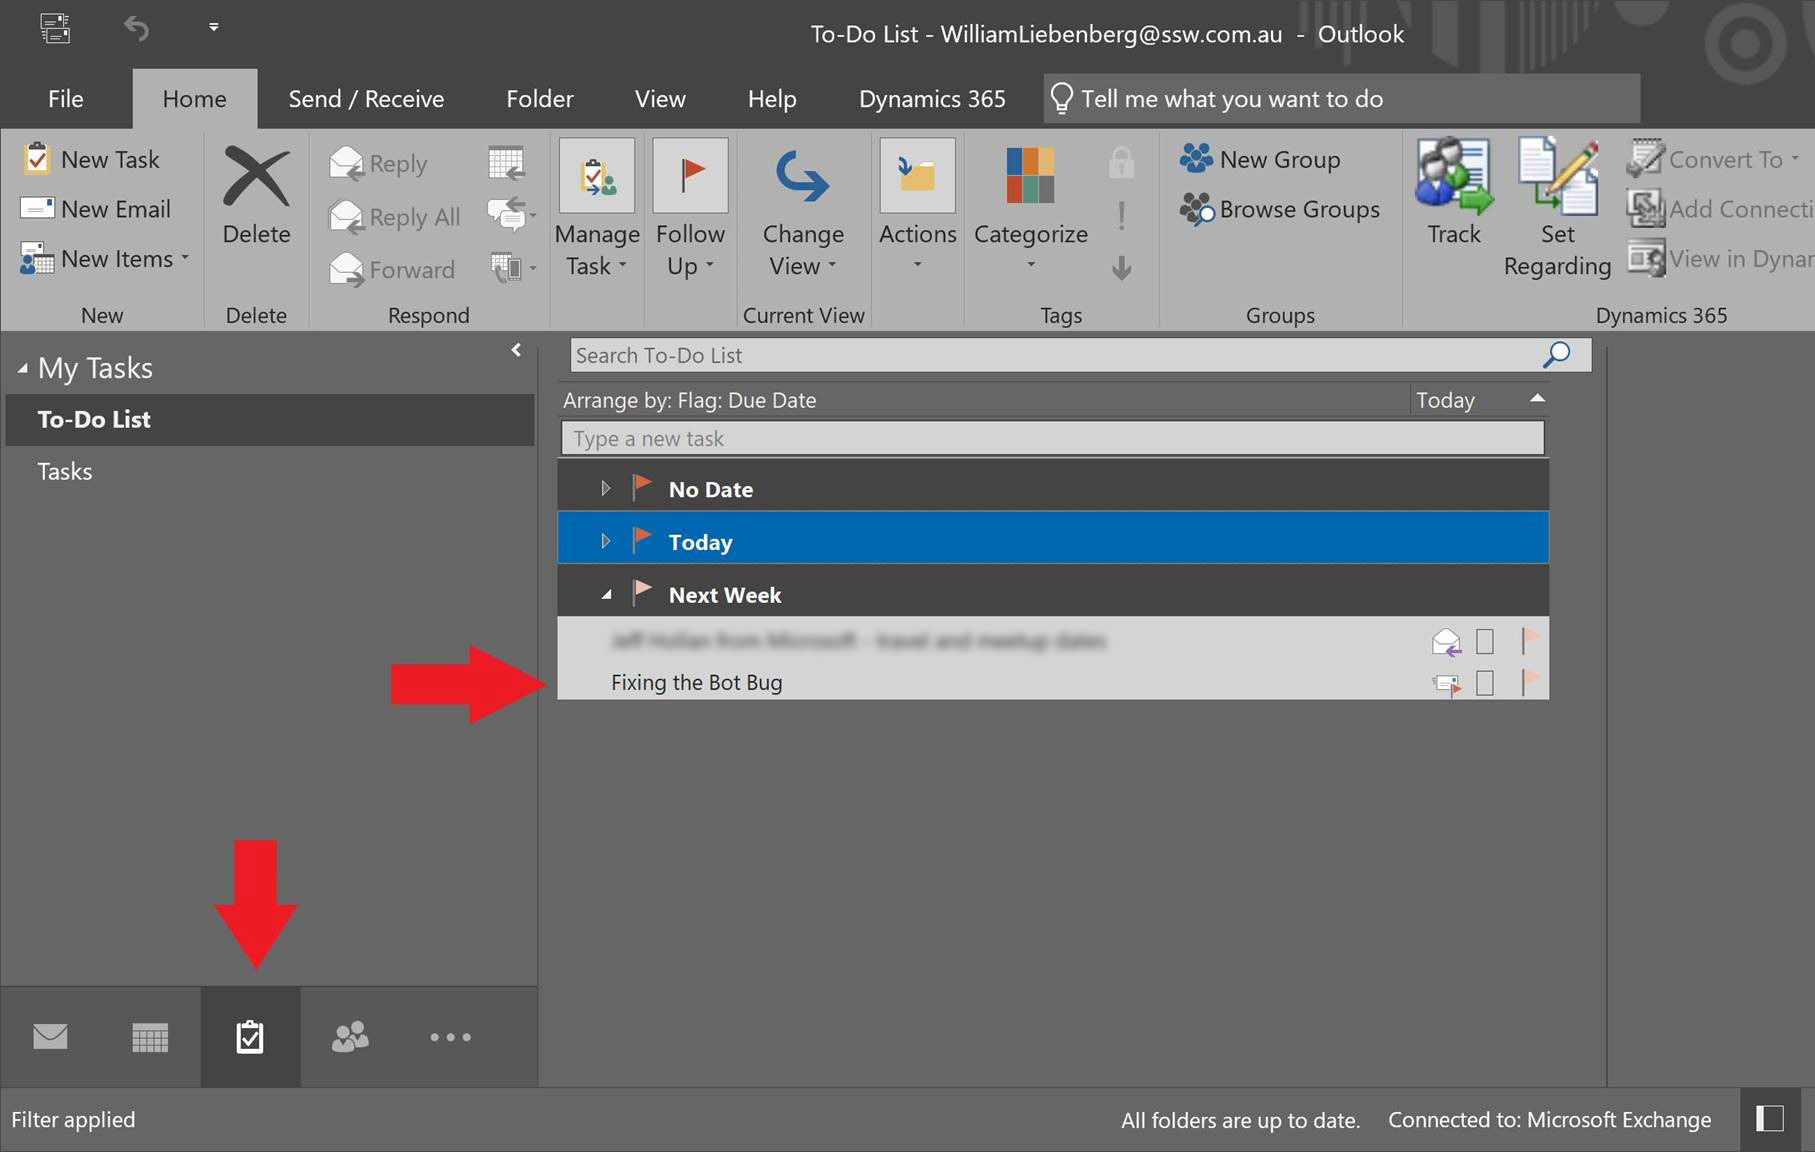 To-Do List - WilliamLiebenberg@ssw.com.au - Outlook
File Home Send / Receive Folder View Help Dynamics 365 Tell me what you want to do
New Task
New Email
New Items
New
Delete
Delete
Reply
Reply All
Forward
Respond
Manage
Task
Follow
Up
Change
View
Current View
Actions
Categorize
Tags
New Group
Browse Groups
Groups
Track
Set
Regarding
Convert To
Add Connecti
View in Dynar
Dynamics 365
My Tasks
To-Do List
Tasks
Search To-Do List
Arrange by: Flag: Due Date Today
Type a new task
No Date
Today
Next Week
Fixing the Bot Bug
Filter applied All folders are up to date. Connected to: Microsoft Exchange